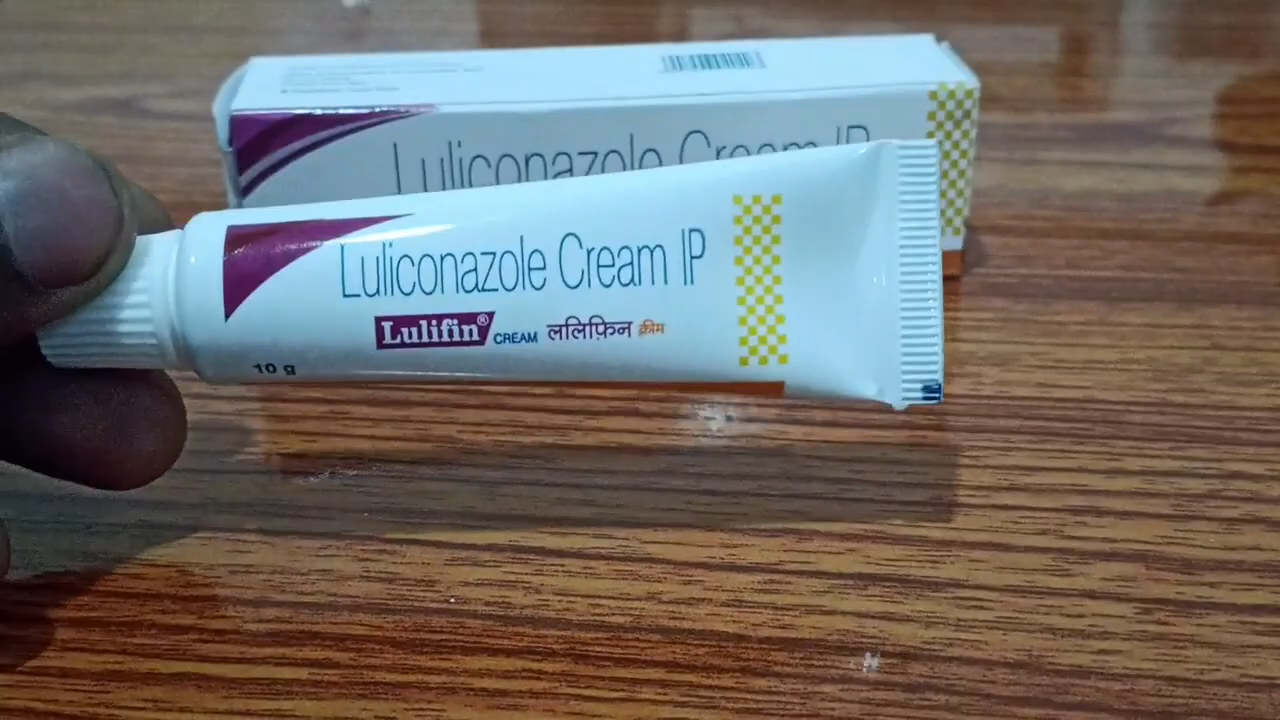 Luliconazole Cream IP
Luliconazole Cream IP
Lulifin® CREAM ललिफ़िन क्रीम
10 g